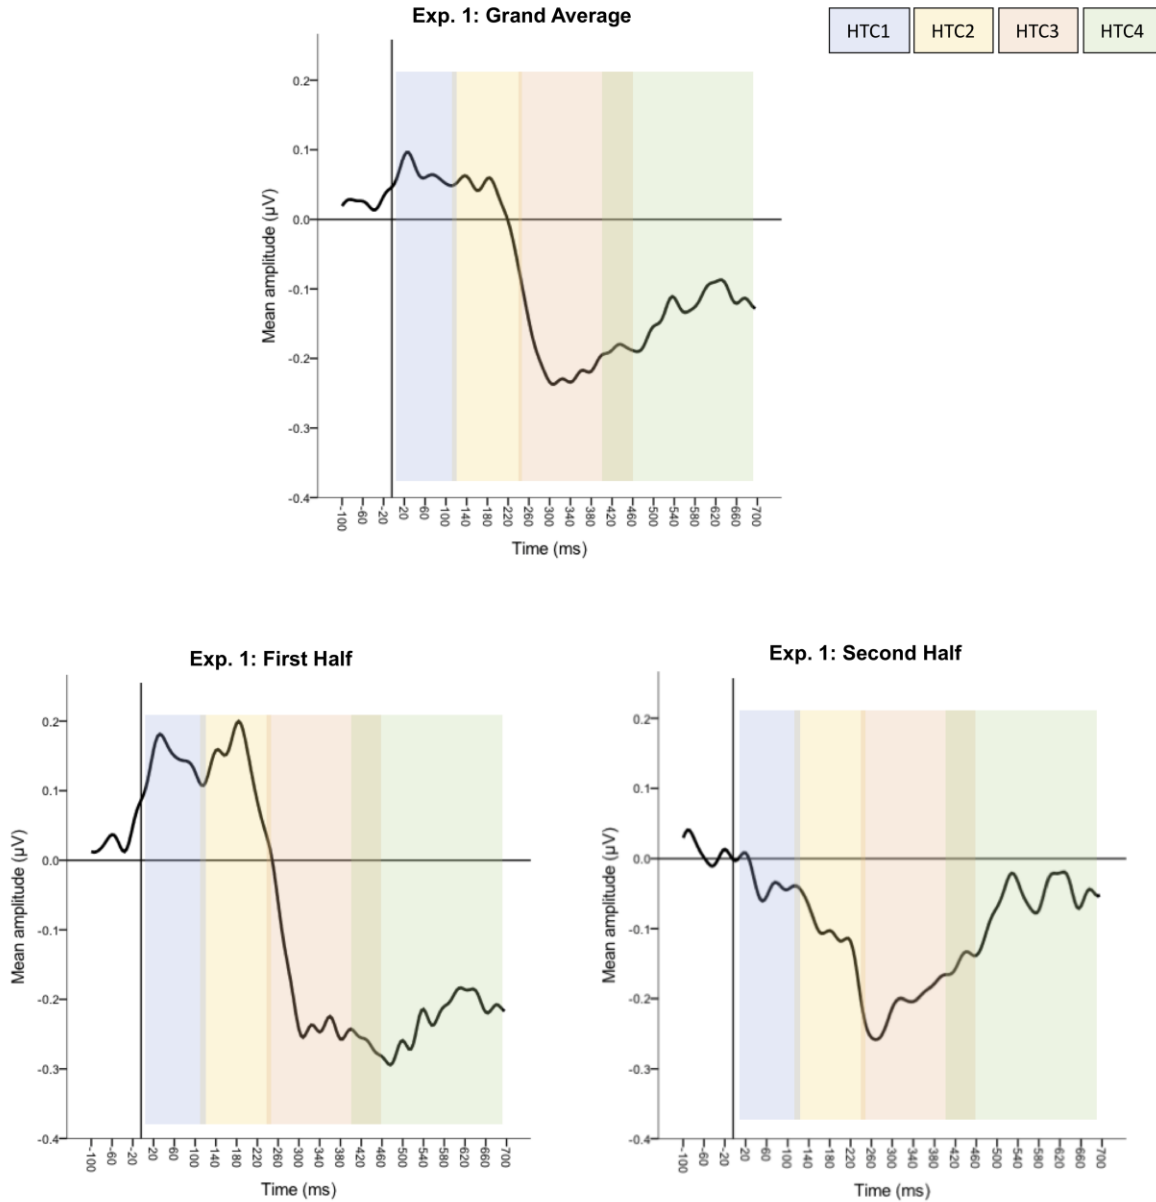 Exp. 1: Grand Average
HTC1 HTC2 HTC3 HTC4
Mean amplitude (µV)
0.2
0.1
0.0
-0.1
-0.2
-0.3
-0.4
-100 -60 -20 20 60 100 140 180 220 260 300 340 380 420 460 500 540 580 620 660 700
Time (ms)
Exp. 1: First Half
Mean amplitude (µV)
0.2
0.1
0.0
-0.1
-0.2
-0.3
-0.4
-100 -60 -20 20 60 100 140 180 220 260 300 340 380 420 460 500 540 580 620 660 700
Time (ms)
Exp. 1: Second Half
Mean amplitude (µV)
0.2
0.1
0.0
-0.1
-0.2
-0.3
-0.4
-100 -60 -20 20 60 100 140 180 220 260 300 340 380 420 460 500 540 580 620 660 700
Time (ms)